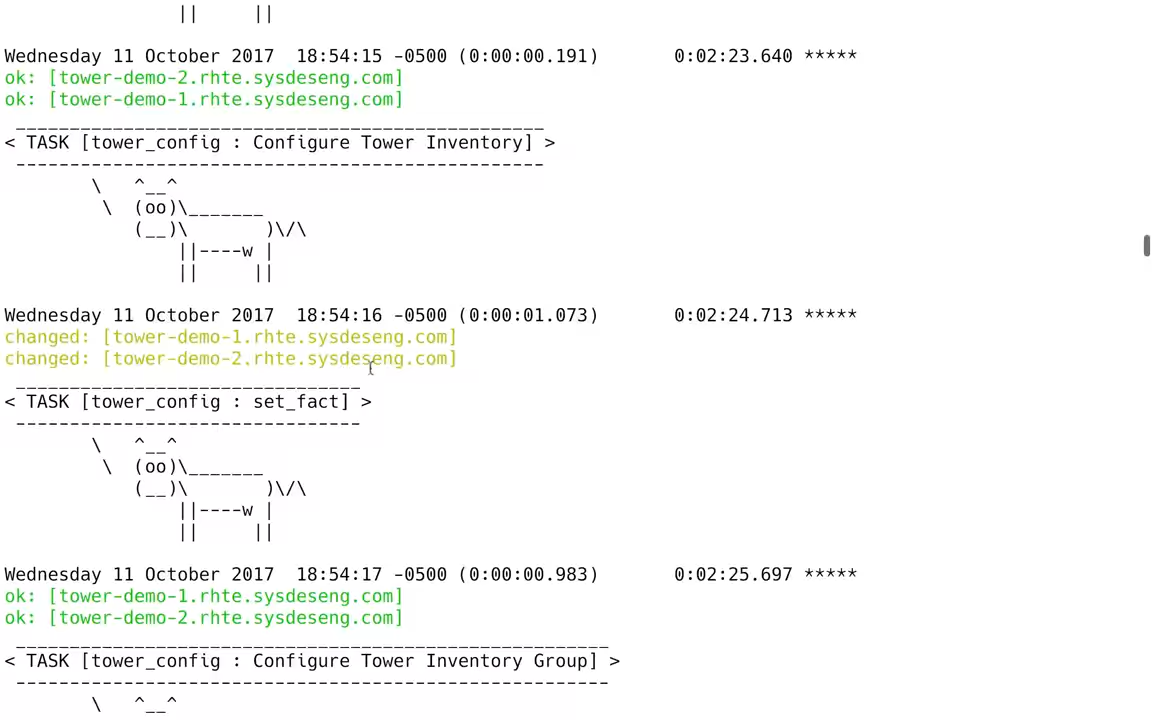 ||     ||
Wednesday 11 October 2017  18:54:15 -0500 (0:00:00.191)       0:02:23.640 *****
ok: [tower-demo-2.rhte.sysdeseng.com]
ok: [tower-demo-1.rhte.sysdeseng.com]
 _________________________________________________
< TASK [tower_config : Configure Tower Inventory] >
 -------------------------------------------------
        \   ^__^
         \  (oo)\_______
            (__)\       )\/\
                ||----w |
                ||     ||
Wednesday 11 October 2017  18:54:16 -0500 (0:00:01.073)       0:02:24.713 *****
changed: [tower-demo-1.rhte.sysdeseng.com]
changed: [tower-demo-2.rhte.sysdeseng.com]
 ________________________________
< TASK [tower_config : set_fact] >
 --------------------------------
        \   ^__^
         \  (oo)\_______
            (__)\       )\/\
                ||----w |
                ||     ||
Wednesday 11 October 2017  18:54:17 -0500 (0:00:00.983)       0:02:25.697 *****
ok: [tower-demo-1.rhte.sysdeseng.com]
ok: [tower-demo-2.rhte.sysdeseng.com]
 _______________________________________________________
< TASK [tower_config : Configure Tower Inventory Group] >
 -------------------------------------------------------
        \   ^__^